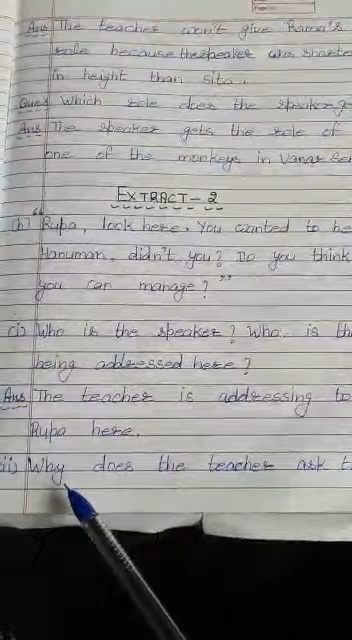 Ans The teacher won't give Rama's
role because the speaker was shorter
in height than Sita.
Ques Which role does the speaker
Ans The speaker gets the role of
one of the monkeys in Vanar
EXTRACT-2
(b) "Rupa, look here. You wanted to be
Hanuman, didn't you? Do you think
you can manage?"
(i) Who is the speaker? Who is
being addressed here?
Ans The teacher is addressing to
Rupa here.
ii) Why does the teacher ask